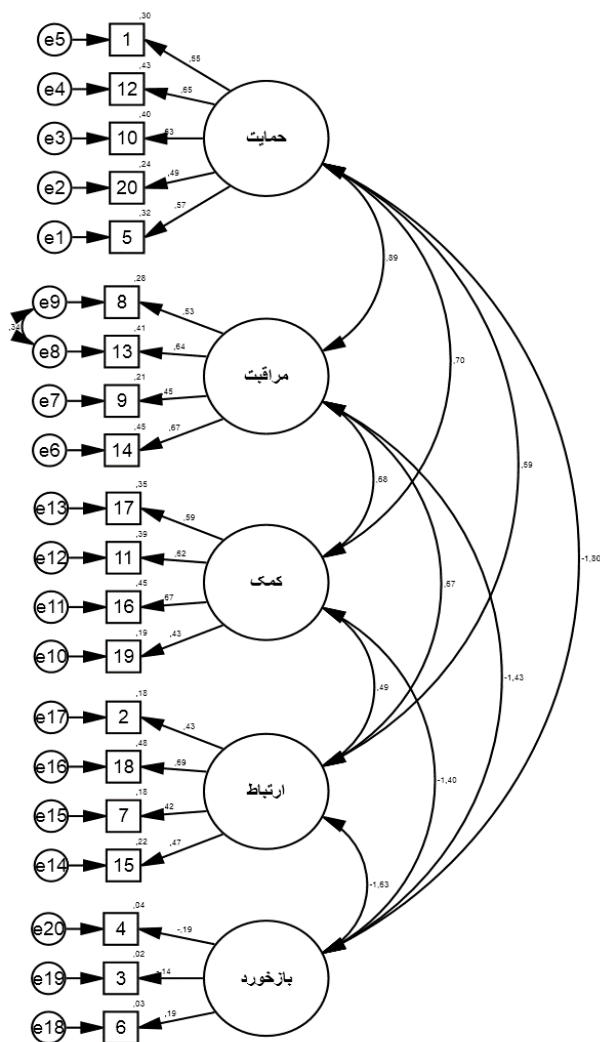 ,30
e5 1 ,55
,43
e4 12 ,65
,40
e3 10 ,63 حمایت
,24
e2 20 ,49
,32
e1 5 ,57
,89
,28
e9 8 ,53
,34
,41
e8 13 ,64
,21
e7 9 ,45 مراقبت
,45
e6 14 ,67
,70
,59
,68
,35
e13 17 ,59
,39
e12 11 ,62
,45
e11 16 ,67 کمک
,19
e10 19 ,43
-1,30
,67
-1,43
,49
,18
e17 2 ,43
,48
e16 18 ,69
,18
e15 7 ,42 ارتباط
,22
e14 15 ,47
-1,40
-1,63
,04
e20 4 -,19
,02
e19 3 -,14 بازخورد
,03
e18 6 ,19